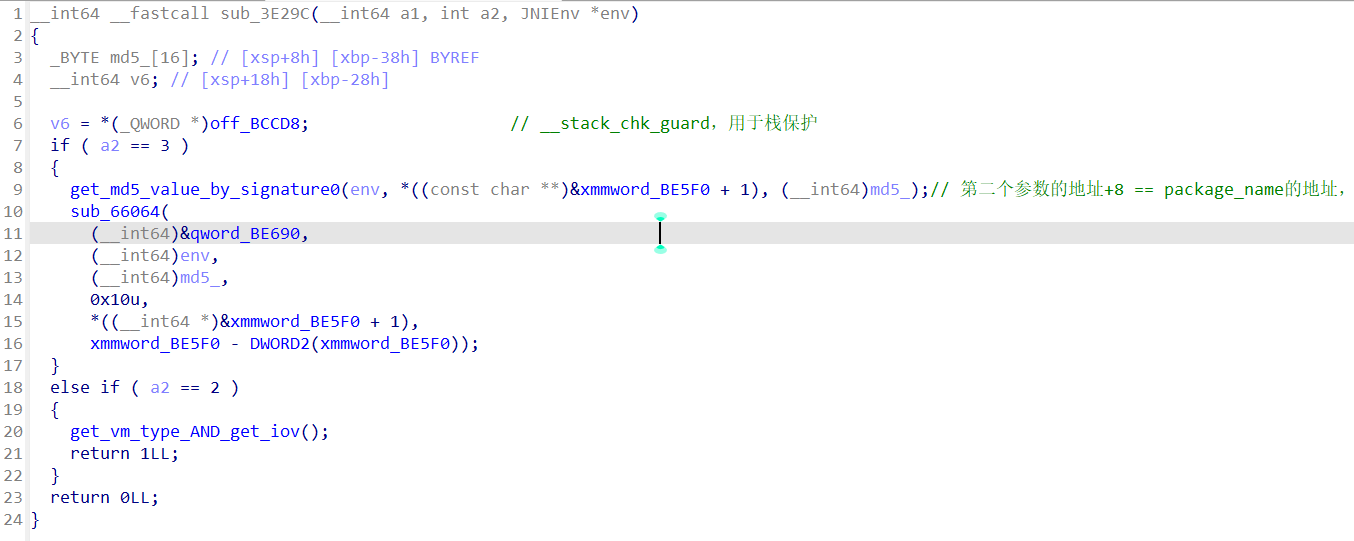 1 __int64 __fastcall sub_3E29C(__int64 a1, int a2, JNIEnv *env)
2 {
3 _BYTE md5_[16]; // [xsp+8h] [xbp-38h] BYREF
4 __int64 v6; // [xsp+18h] [xbp-28h]
5
6 v6 = *(_QWORD *)off_BCCD8; // __stack_chk_guard，用于栈保护
7 if ( a2 == 3 )
8 {
9 get_md5_value_by_signature0(env, *((const char **)&xmmword_BE5F0 + 1), (__int64)md5_);// 第二个参数的地址+8 == package_name的地址，
10 sub_66064(
11 (__int64)&qword_BE690,
12 (__int64)env,
13 (__int64)md5_,
14 0x10u,
15 *((__int64 *)&xmmword_BE5F0 + 1),
16 xmmword_BE5F0 - DWORD2(xmmword_BE5F0));
17 }
18 else if ( a2 == 2 )
19 {
20 get_vm_type_AND_get_iov();
21 return 1LL;
22 }
23 return 0LL;
24 }